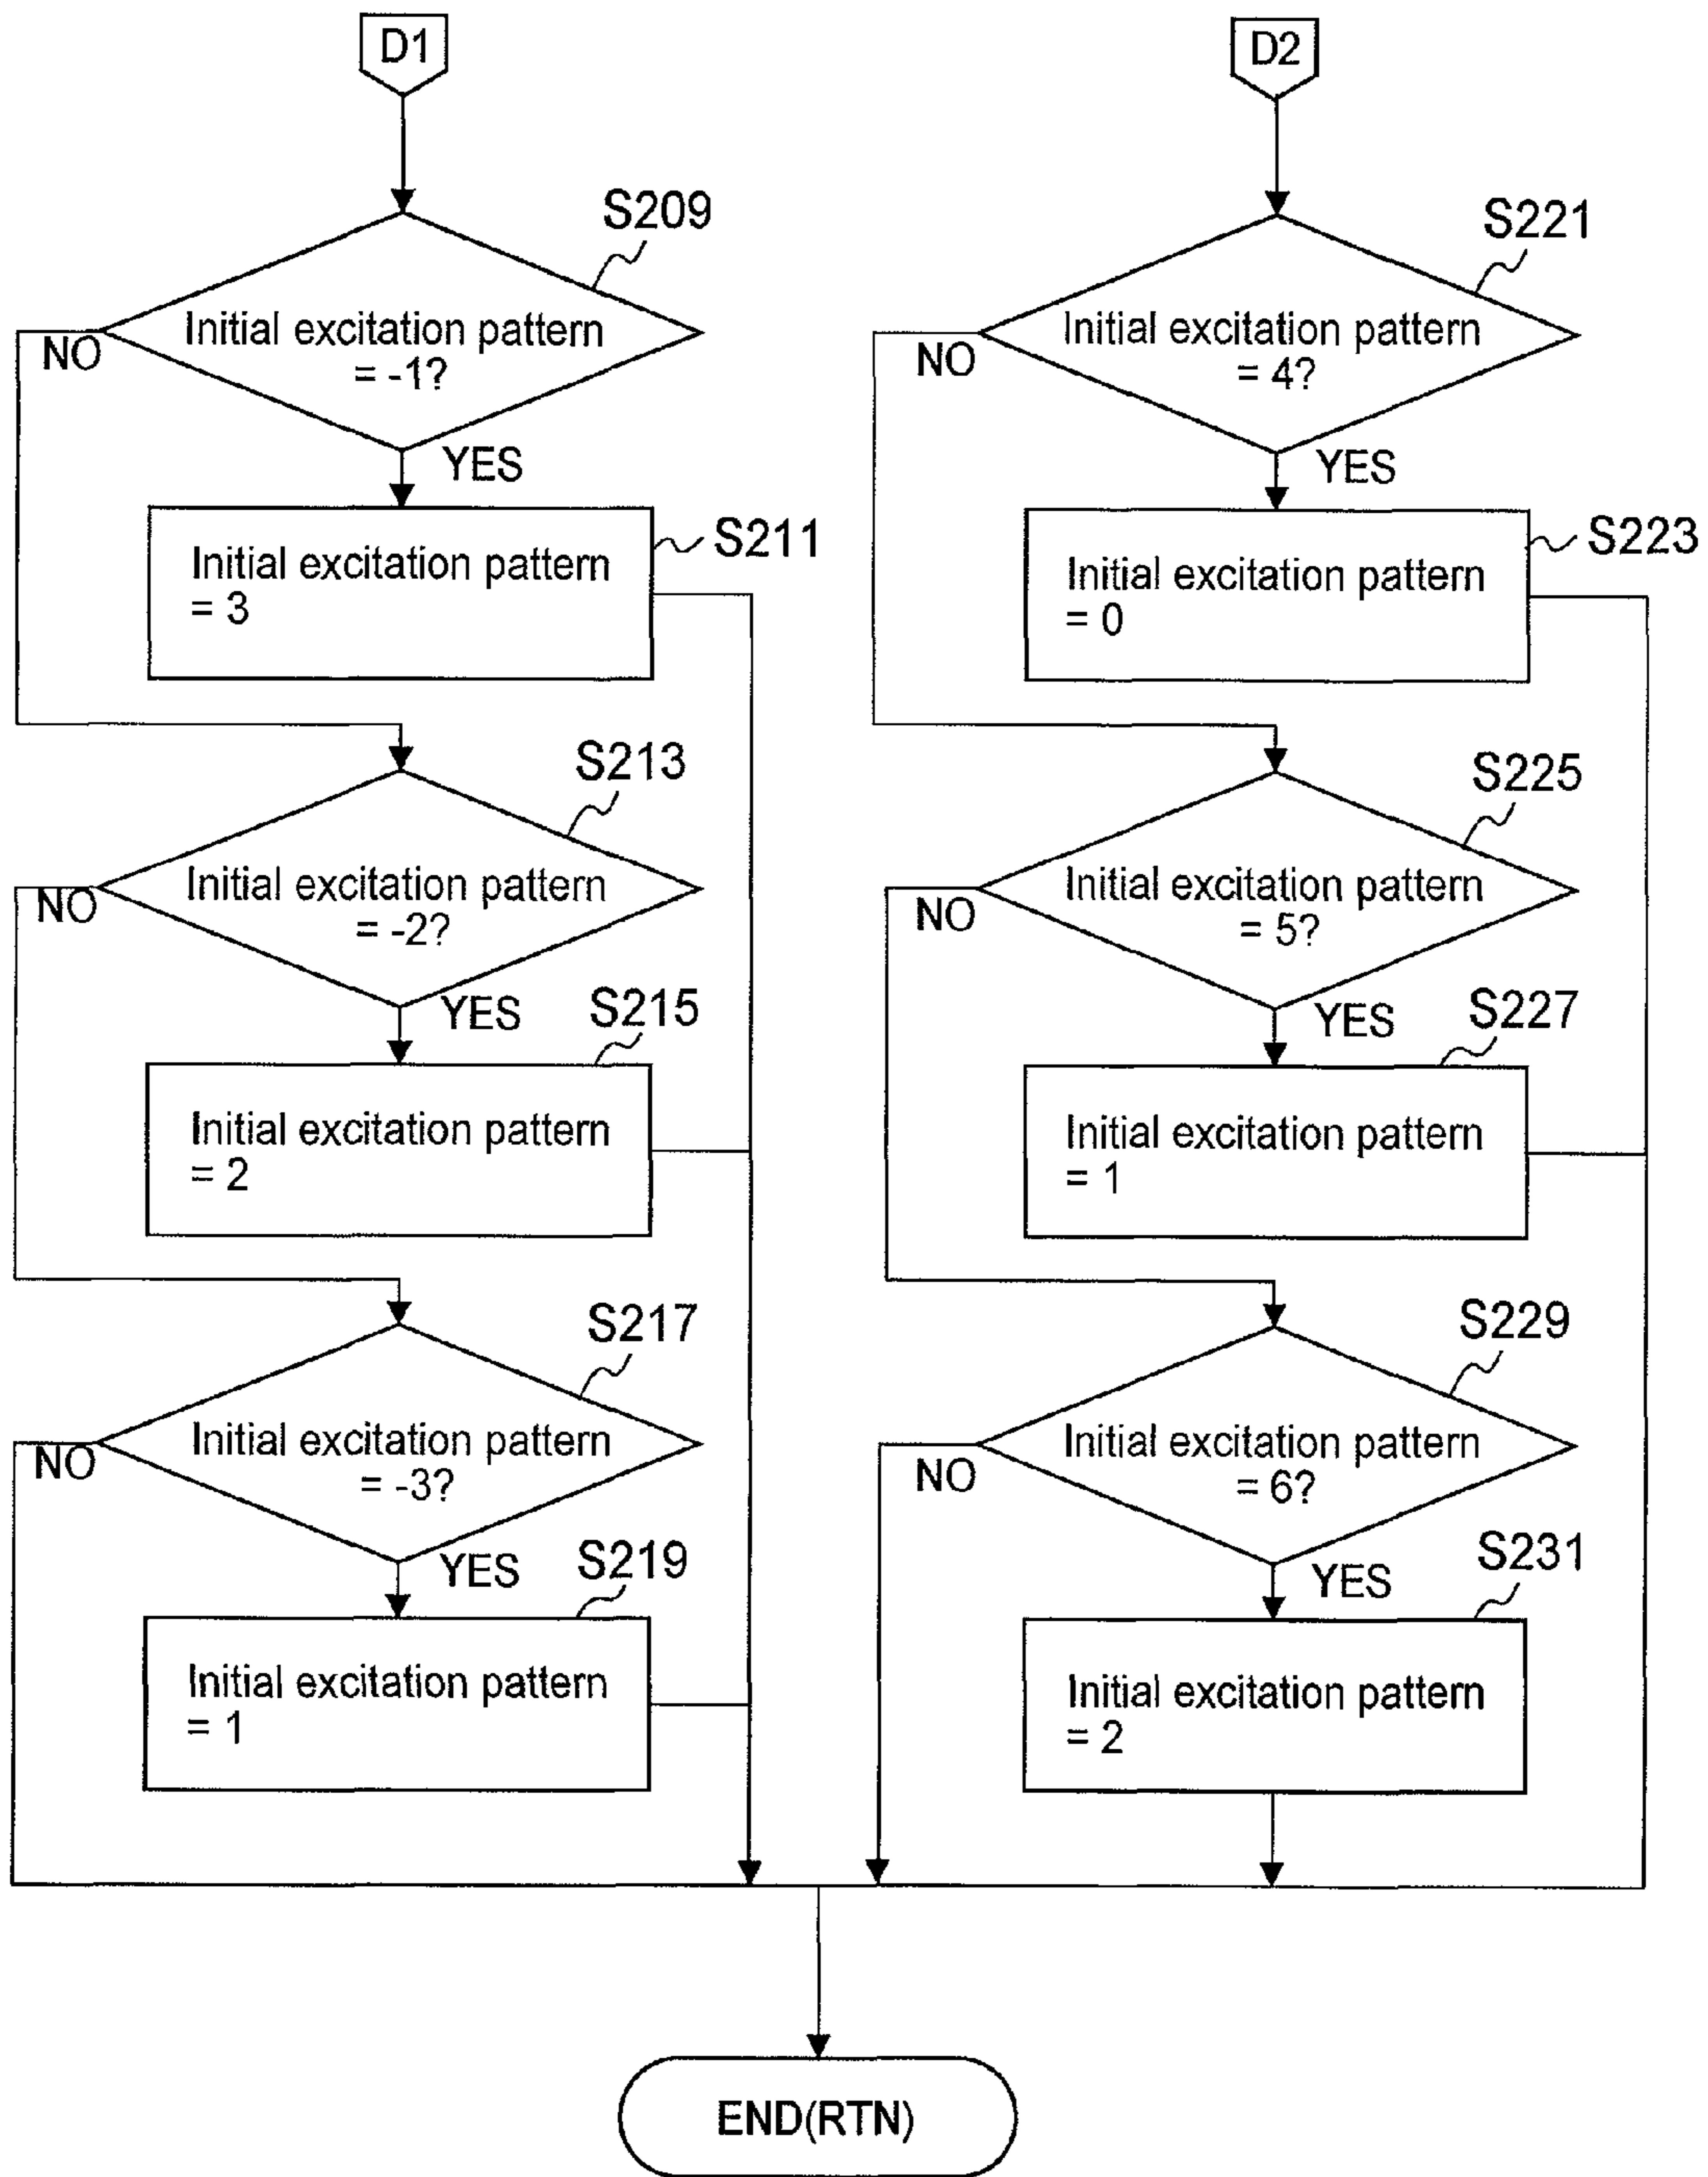 D1
S209
Initial excitation pattern
= -1?
NO
YES
S211
Initial excitation pattern
= 3
S213
Initial excitation pattern
= -2?
NO
YES
S215
Initial excitation pattern
= 2
S217
Initial excitation pattern
= -3?
NO
YES
S219
Initial excitation pattern
= 1
D2
S221
Initial excitation pattern
= 4?
NO
YES
S223
Initial excitation pattern
= 0
S225
Initial excitation pattern
= 5?
NO
YES
S227
Initial excitation pattern
= 1
S229
Initial excitation pattern
= 6?
NO
YES
S231
Initial excitation pattern
= 2
END(RTN)